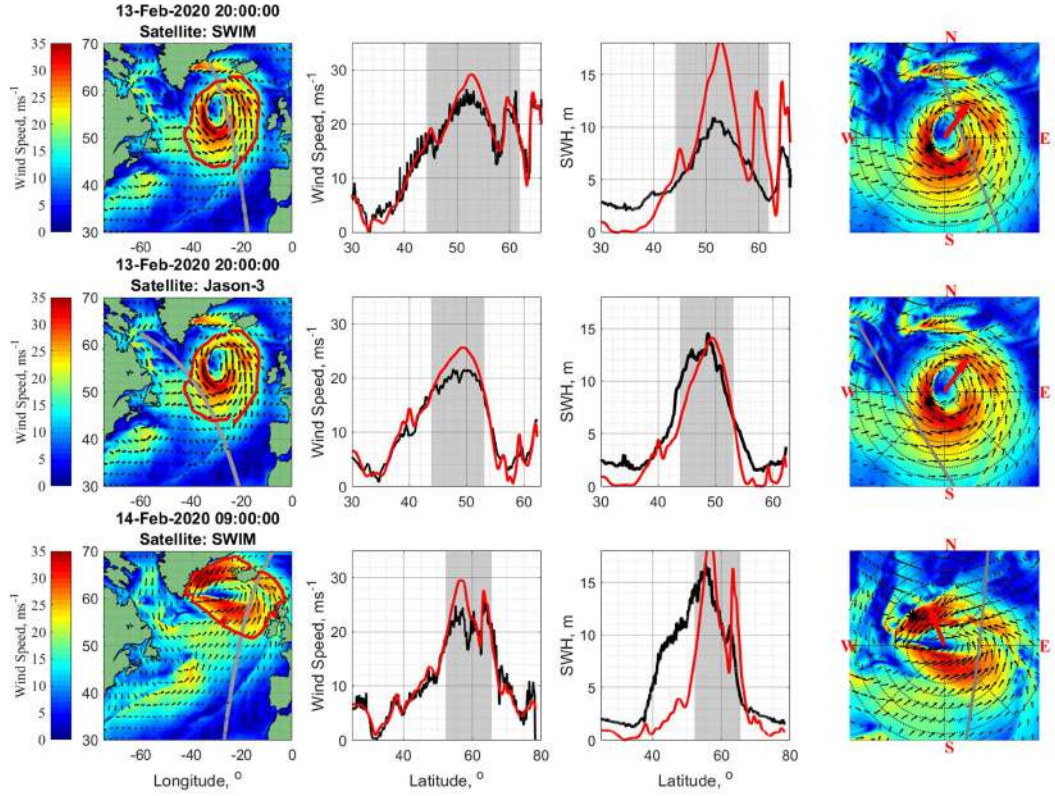 13-Feb-2020 20:00:00
Satellite: SWIM
Wind Speed, ms⁻¹
35
30
25
20
15
10
5
0
70
60
50
40
30
-60 -40 -20 0
Wind Speed, ms⁻¹
30
20
10
0
30 40 50 60
SWH, m
15
10
5
0
30 40 50 60
N
W E
S
13-Feb-2020 20:00:00
Satellite: Jason-3
Wind Speed, ms⁻¹
35
30
25
20
15
10
5
0
70
60
50
40
30
-60 -40 -20 0
Wind Speed, ms⁻¹
30
20
10
0
30 40 50 60
SWH, m
15
10
5
0
30 40 50 60
N
W E
S
14-Feb-2020 09:00:00
Satellite: SWIM
Wind Speed, ms⁻¹
35
30
25
20
15
10
5
0
70
60
50
40
30
-60 -40 -20 0
Longitude, °
Wind Speed, ms⁻¹
30
20
10
0
40 60 80
Latitude, °
SWH, m
15
10
5
0
40 60 80
Latitude, °
N
W E
S